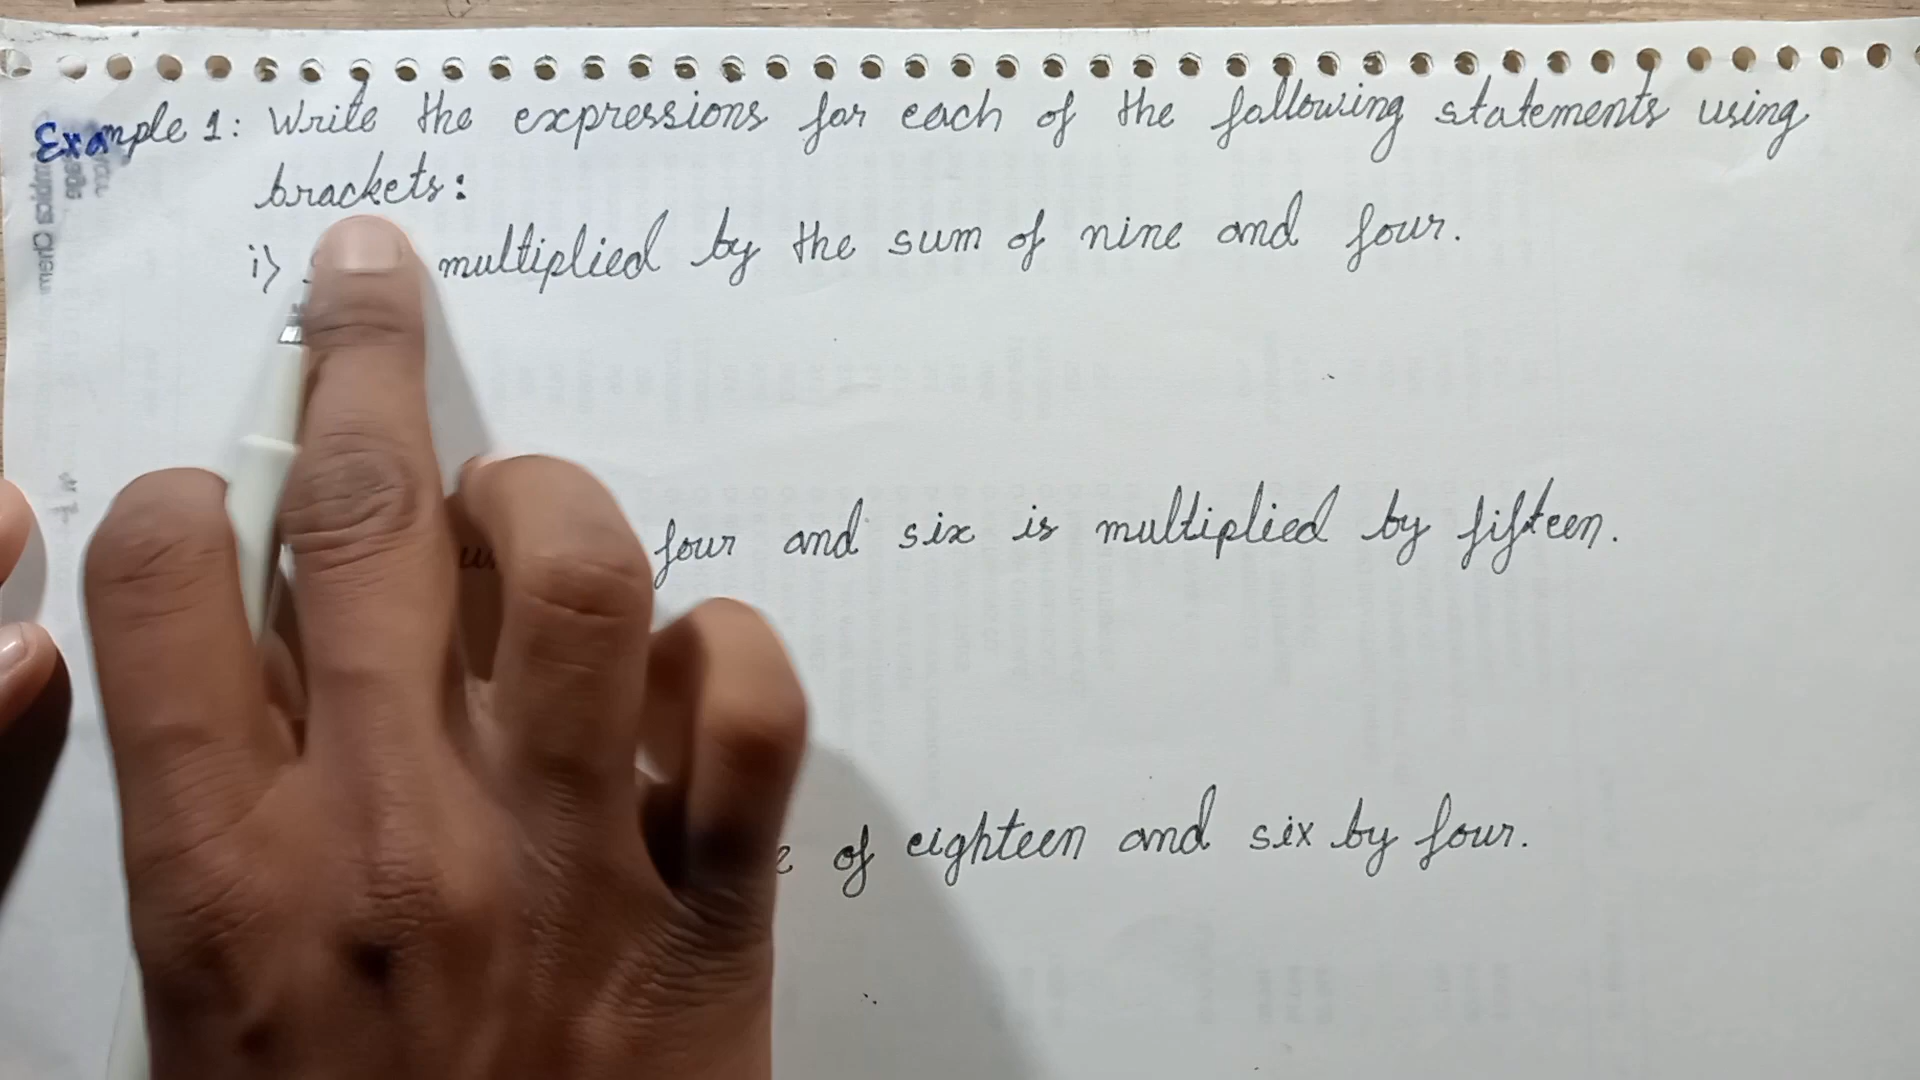 Example 1: Write the expressions for each of the following statements using
brackets:
i) multiplied by the sum of nine and four.
four and six is multiplied by fifteen.
of eighteen and six by four.